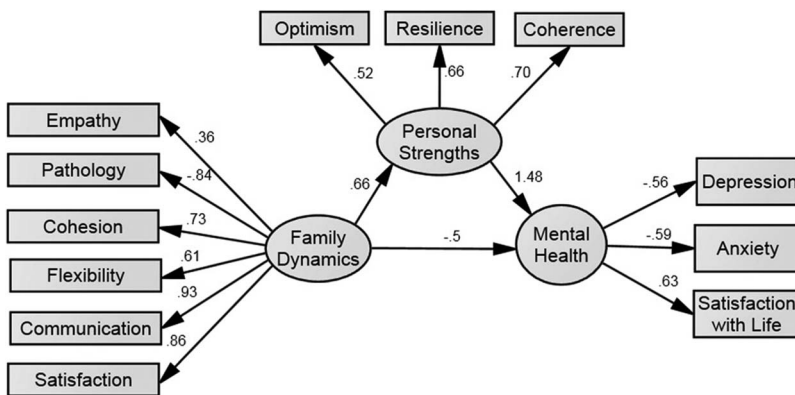 Optimism
Resilience
Coherence
.52
.66
.70
Personal
Strengths
Empathy
Pathology
Cohesion
Flexibility
Communication
Satisfaction
.36
-.84
.73
.61
.93
.86
Family
Dynamics
.66
1.48
-.5
Mental
Health
-.56
-.59
.63
Depression
Anxiety
Satisfaction
with Life